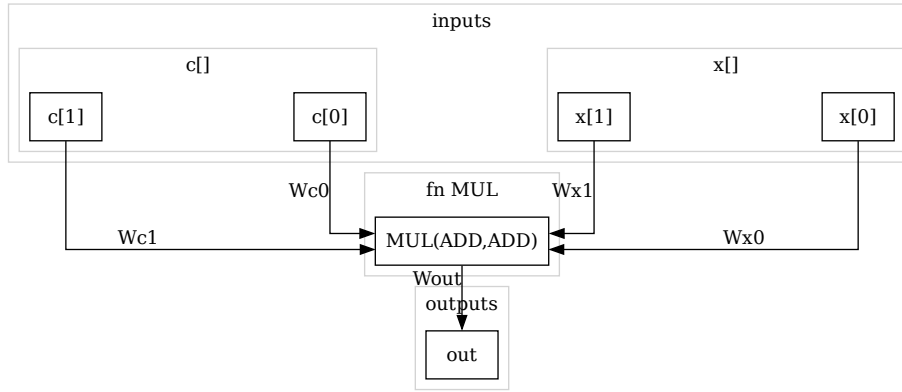 inputs
c[]
x[]
c[1]
c[0]
x[1]
x[0]
Wc0
fn MUL
Wx1
Wc1
MUL(ADD,ADD)
Wx0
Wout
outputs
out